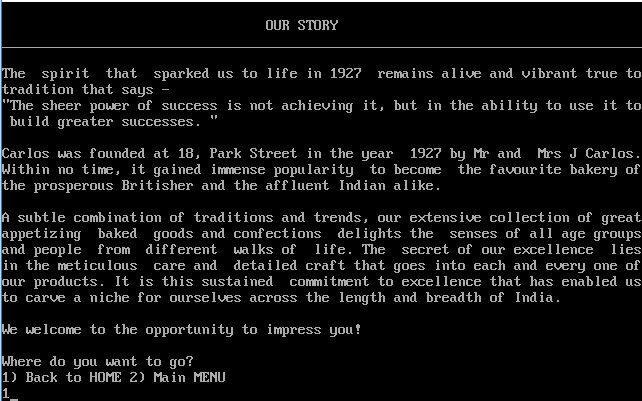 OUR STORY
The spirit that sparked us to life in 1927 remains alive and vibrant true to
tradition that says -
"The sheer power of success is not achieving it, but in the ability to use it to
build greater successes. "
Carlos was founded at 18, Park Street in the year 1927 by Mr and Mrs J Carlos.
Within no time, it gained immense popularity to become the favourite bakery of
the prosperous Britisher and the affluent Indian alike.
A subtle combination of traditions and trends, our extensive collection of great
appetizing baked goods and confections delights the senses of all age groups
and people from different walks of life. The secret of our excellence lies
in the meticulous care and detailed craft that goes into each and every one of
our products. It is this sustained commitment to excellence that has enabled us
to carve a niche for ourselves across the length and breadth of India.
We welcome to the opportunity to impress you!
Where do you want to go?
1) Back to HOME 2) Main MENU
1_